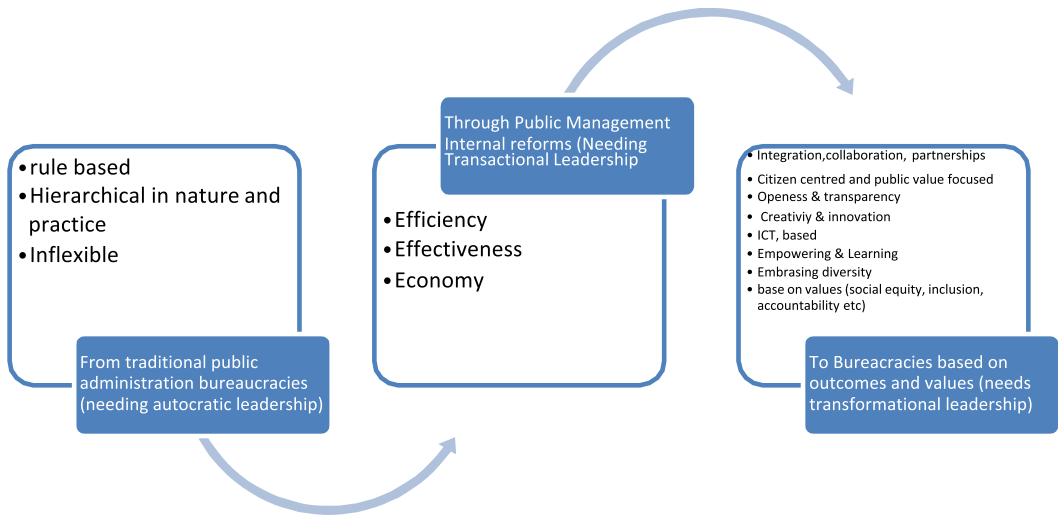 •rule based
•Hierarchical in nature and
practice
•Inflexible
From traditional public
administration bureaucracies
(needing autocratic leadership)
Through Public Management
Internal reforms (Needing
Transactional Leadership
•Efficiency
•Effectiveness
•Economy
• Integration,collaboration, partnerships
• Citizen centred and public value focused
• Openess & transparency
• Creativiy & innovation
• ICT, based
• Empowering & Learning
• Embrasing diversity
• base on values (social equity, inclusion,
accountability etc)
To Bureacracies based on
outcomes and values (needs
transformational leadership)